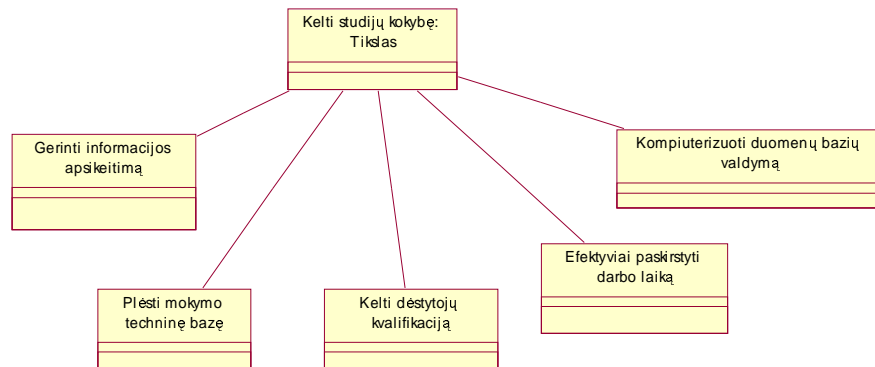 Kelti studijų kokybę:
Tikslas
Gerinti informacijos
apsikeitimą
Kompiuterizuoti duomenų bazių
valdymą
Efektyviai paskirstyti
darbo laiką
Plėsti mokymo
techninę bazę
Kelti dėstytojų
kvalifikaciją